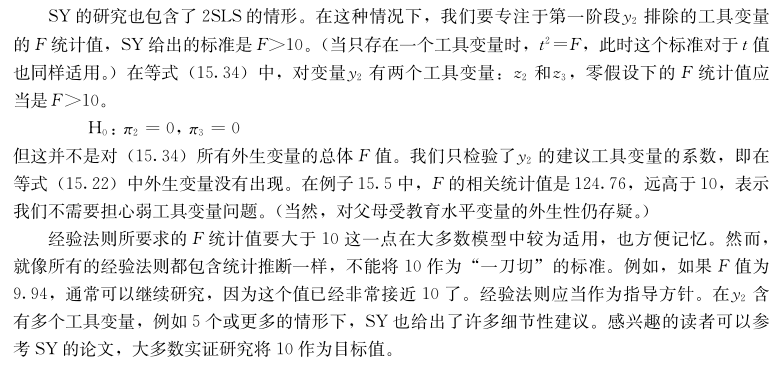 SY 的研究也包含了 2SLS 的情形。在这种情况下，我们要专注于第一阶段y₂ 排除的工具变量
的 F 统计值，SY 给出的标准是 F＞10。（当只存在一个工具变量时，t²＝F，此时这个标准对于 t 值
也同样适用。）在等式（15.34）中，对变量y₂ 有两个工具变量：z₂ 和z₃，零假设下的 F 统计值应
当是 F＞10。
H₀：π₂ ＝ 0，π₃ ＝ 0
但这并不是对（15.34）所有外生变量的总体 F 值。我们只检验了y₂ 的建议工具变量的系数，即在
等式（15.22）中外生变量没有出现。在例子 15.5 中，F 的相关统计值是 124.76，远高于 10，表示
我们不需要担心弱工具变量问题。（当然，对父母受教育水平变量的外生性仍存疑。）
经验法则所要求的 F 统计值要大于 10 这一点在大多数模型中较为适用，也方便记忆。然而，
就像所有的经验法则都包含统计推断一样，不能将 10 作为“一刀切”的标准。例如，如果 F 值为
9.94，通常可以继续研究，因为这个值已经非常接近 10 了。经验法则应当作为指导方针。在y₂ 含
有多个工具变量，例如 5 个或更多的情形下，SY 也给出了许多细节性建议。感兴趣的读者可以参
考 SY 的论文，大多数实证研究将 10 作为目标值。